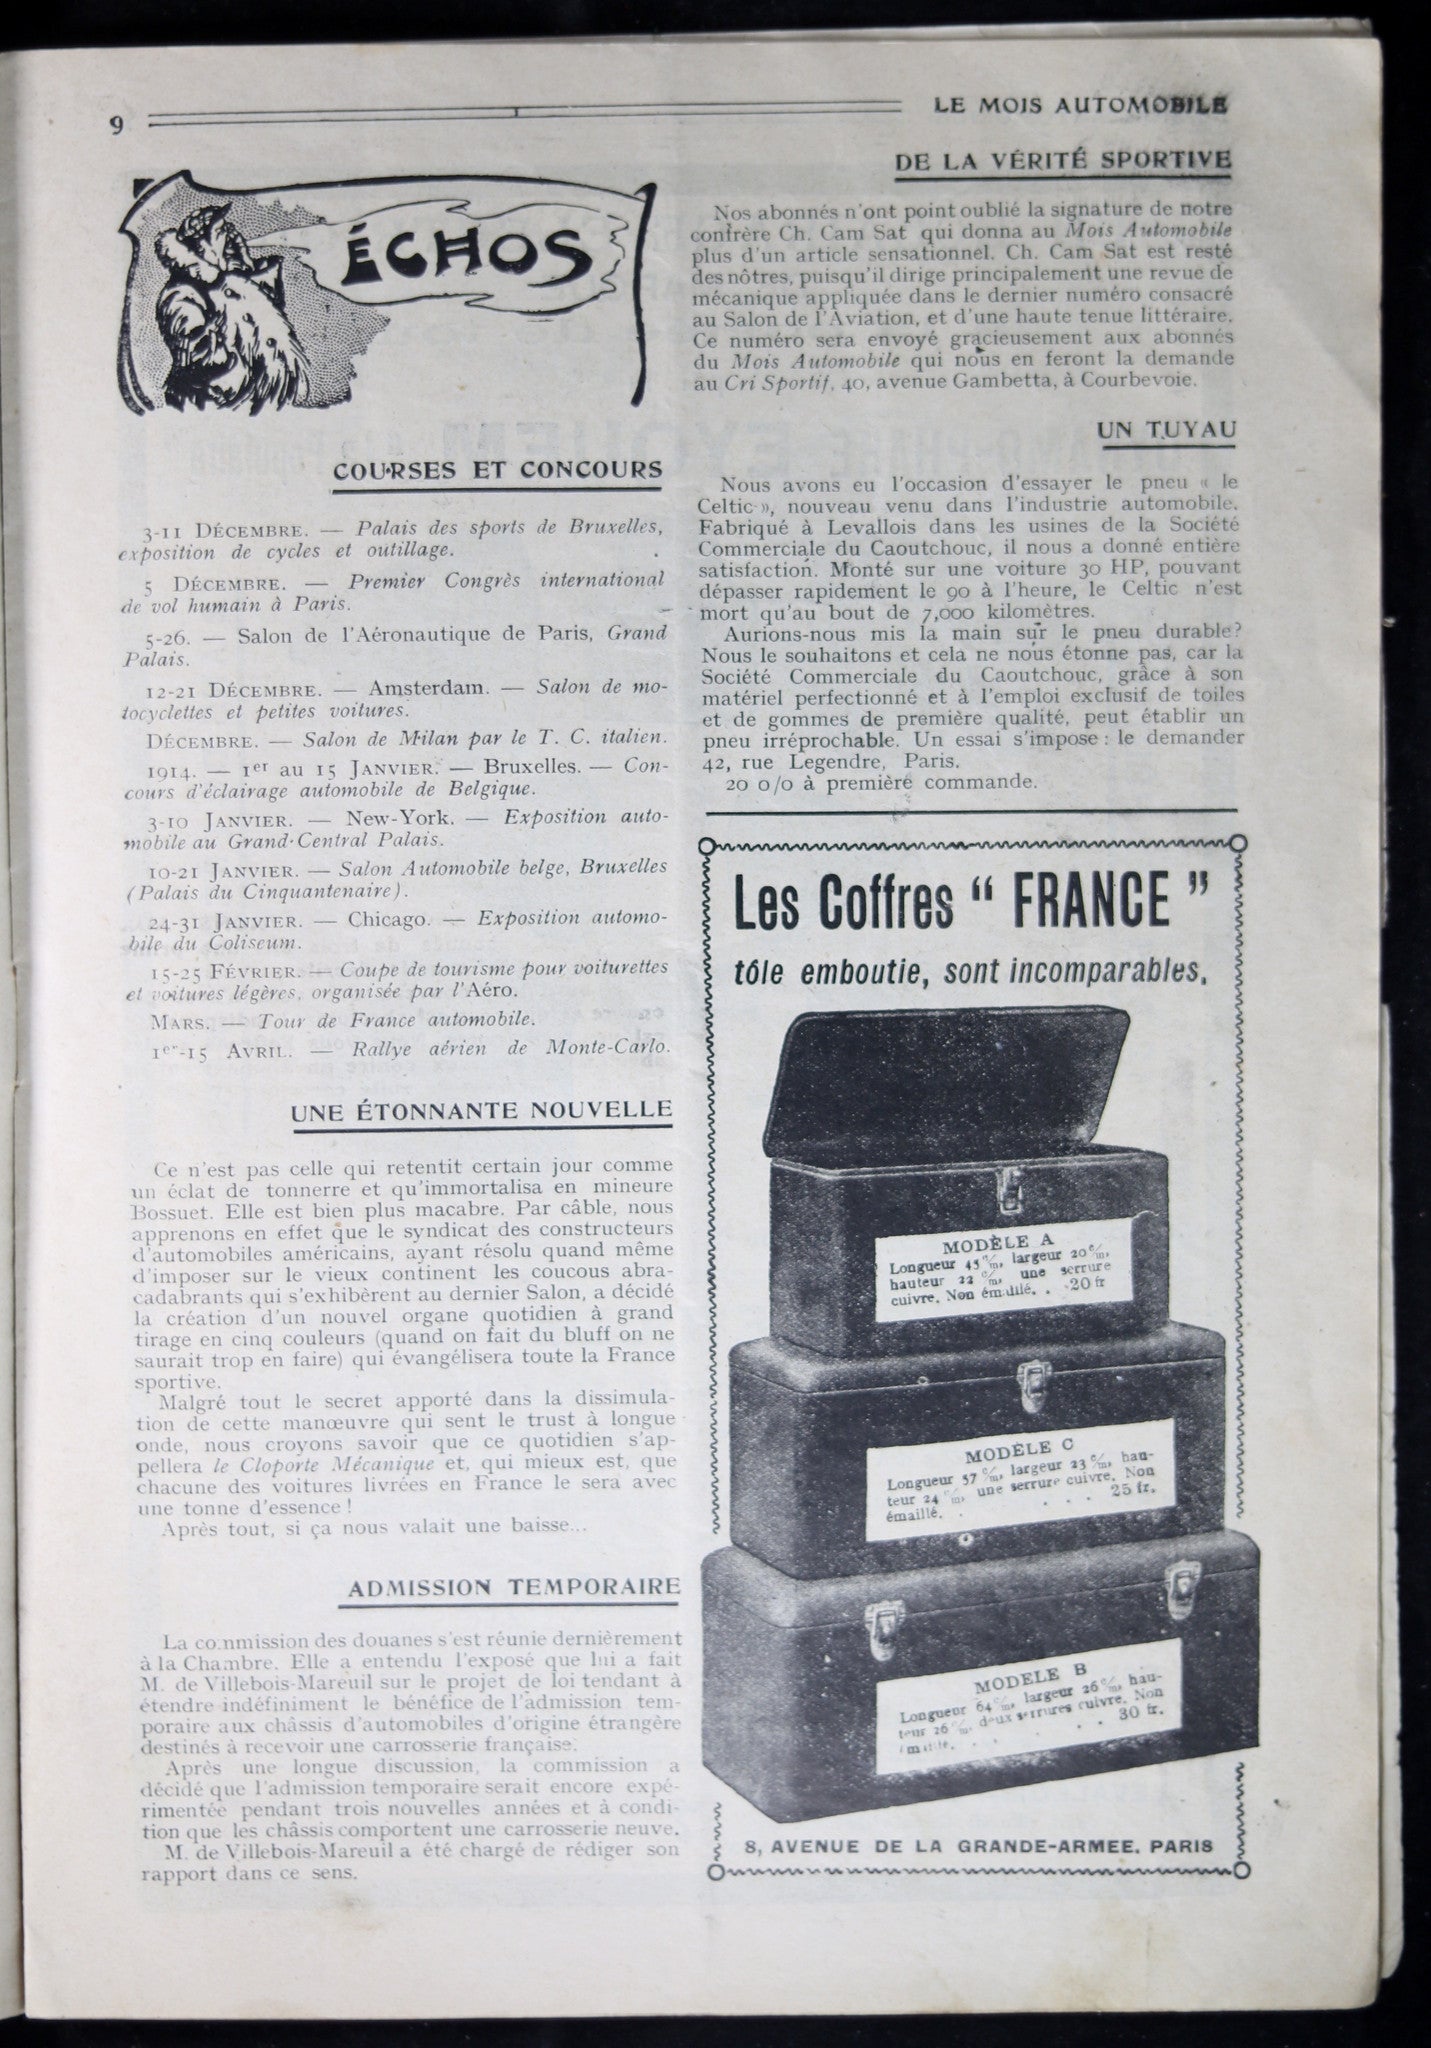 9
LE MOIS AUTOMOBILE
ÉCHOS
COURSES ET CONCOURS
3-11 DÉCEMBRE. — Palais des sports de Bruxelles,
exposition de cycles et outillage.
5 DÉCEMBRE. — Premier Congrès international
de vol humain à Paris.
5-26. — Salon de l'Aéronautique de Paris, Grand
Palais.
12-21 DÉCEMBRE. — Amsterdam. — Salon de mo-
tocyclettes et petites voitures.
DÉCEMBRE. — Salon de Milan par le T. C. italien.
1914. — 1er au 15 JANVIER. — Bruxelles. — Con-
cours d'éclairage automobile de Belgique.
3-10 JANVIER. — New-York. — Exposition auto-
mobile au Grand-Central Palais.
10-21 JANVIER. — Salon Automobile belge, Bruxelles
(Palais du Cinquantenaire).
24-31 JANVIER. — Chicago. — Exposition automo-
bile du Coliseum.
15-25 FÉVRIER. — Coupe de tourisme pour voiturettes
et voitures légères, organisée par l'Aéro.
MARS. — Tour de France automobile.
1er-15 AVRIL. — Rallye aérien de Monte-Carlo.
UNE ÉTONNANTE NOUVELLE
Ce n'est pas celle qui retentit certain jour comme
un éclat de tonnerre et qu'immortalisa en mineure
Bossuet. Elle est bien plus macabre. Par câble, nous
apprenons en effet que le syndicat des constructeurs
d'automobiles américains, ayant résolu quand même
d'imposer sur le vieux continent les coucous abra-
cadabrants qui s'exhibèrent au dernier Salon, a décidé
la création d'un nouvel organe quotidien à grand
tirage en cinq couleurs (quand on fait du bluff on ne
saurait trop en faire) qui évangélisera toute la France
sportive.
Malgré tout le secret apporté dans la dissimula-
tion de cette manœuvre qui sent le trust à longue
onde, nous croyons savoir que ce quotidien s'ap-
pellera le Cloporte Mécanique et, qui mieux est, que
chacune des voitures livrées en France le sera avec
une tonne d'essence !
Après tout, si ça nous valait une baisse...
ADMISSION TEMPORAIRE
La commission des douanes s'est réunie dernièrement
à la Chambre. Elle a entendu l'exposé que lui a fait
M. de Villebois-Mareuil sur le projet de loi tendant à
étendre indéfiniment le bénéfice de l'admission tem-
poraire aux châssis d'automobiles d'origine étrangère
destinés à recevoir une carrosserie française.
Après une longue discussion, la commission a
décidé que l'admission temporaire serait encore expé-
rimentée pendant trois nouvelles années et à condi-
tion que les châssis comportent une carrosserie neuve.
M. de Villebois-Mareuil a été chargé de rédiger son
rapport dans ce sens.
DE LA VÉRITÉ SPORTIVE
Nos abonnés n'ont point oublié la signature de notre
confrère Ch. Cam Sat qui donna au Mois Automobile
plus d'un article sensationnel. Ch. Cam Sat est resté
des nôtres, puisqu'il dirige principalement une revue de
mécanique appliquée dans le dernier numéro consacré
au Salon de l'Aviation, et d'une haute tenue littéraire.
Ce numéro sera envoyé gracieusement aux abonnés
du Mois Automobile qui nous en feront la demande
au Cri Sportif, 40, avenue Gambetta, à Courbevoie.
UN TUYAU
Nous avons eu l'occasion d'essayer le pneu « le
Celtic », nouveau venu dans l'industrie automobile.
Fabriqué à Levallois dans les usines de la Société
Commerciale du Caoutchouc, il nous a donné entière
satisfaction. Monté sur une voiture 30 HP, pouvant
dépasser rapidement le 90 à l'heure, le Celtic n'est
mort qu'au bout de 7,000 kilomètres.
Aurions-nous mis la main sur le pneu durable?
Nous le souhaitons et cela ne nous étonne pas, car la
Société Commerciale du Caoutchouc, grâce à son
matériel perfectionné et à l'emploi exclusif de toiles
et de gommes de première qualité, peut établir un
pneu irréprochable. Un essai s'impose : le demander
42, rue Legendre, Paris.
20 o/o à première commande.
Les Coffres " FRANCE "
tôle emboutie, sont incomparables.
MODÈLE A
Longueur 45 c/m, largeur 20 c/m,
hauteur 22 c/m, une serrure
cuivre. Non émaillé. . 20 fr
MODÈLE C
Longueur 57 c/m, largeur 23 c/m, hau-
teur 24 c/m, une serrure cuivre. Non
émaillé. . . . . 25 fr.
MODELE B
Longueur 64 c/m, largeur 26 c/m, hau-
teur 26 c/m, deux serrures cuivre. Non
émaillé. . . . . 30 fr.
8, AVENUE DE LA GRANDE-ARMEE. PARIS